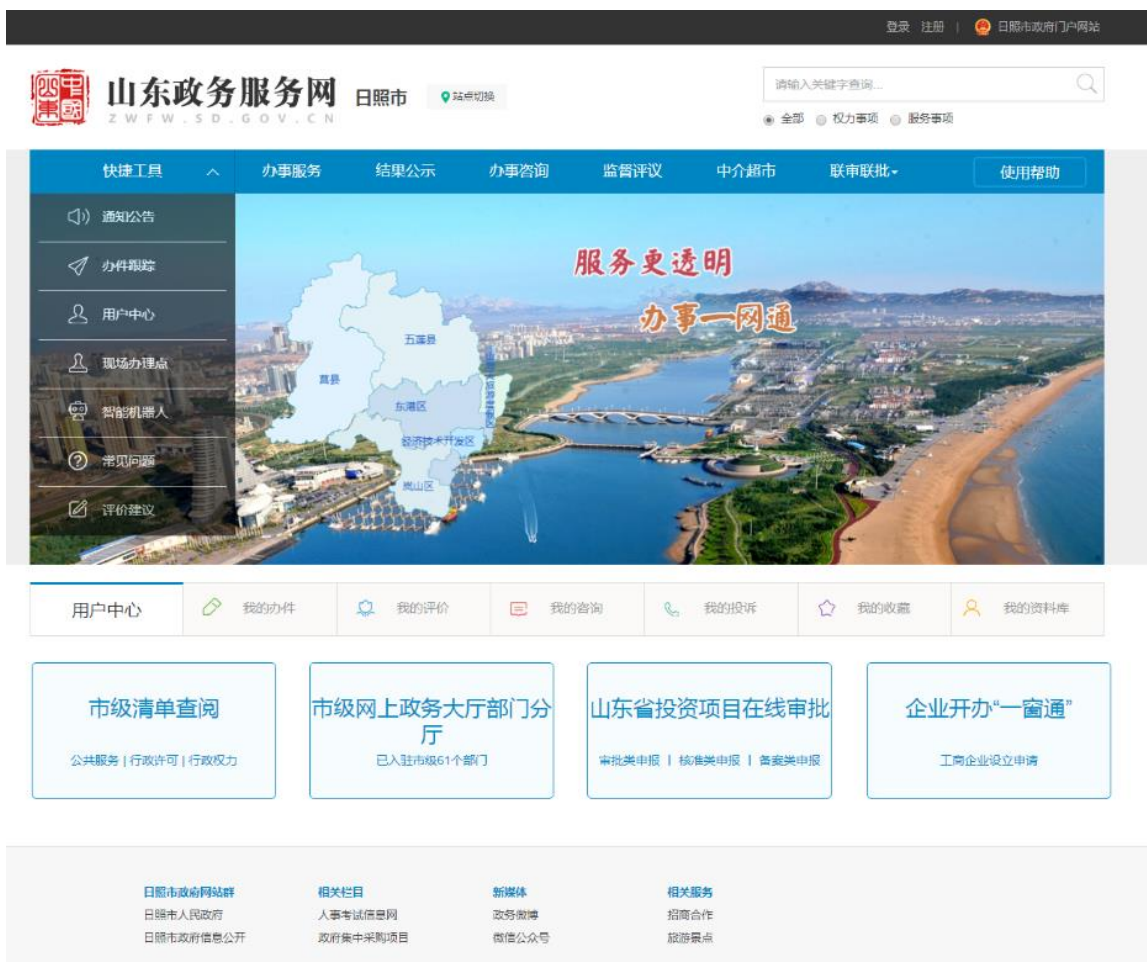 登录 注册 | 日照市政府门户网站
山东政务服务网 日照市 站点切换
ZWFW.SD.GOV.CN
请输入关键字查询...
全部 权力事项 服务事项
快捷工具 办事服务 结果公示 办事咨询 监督评议 中介超市 联审联批 使用帮助
通知公告
办件跟踪
用户中心
现场办理点
智能机器人
常见问题
评价建议
服务更透明
办事一网通
五莲县
莒县
东港区
经济技术开发区
岚山区
用户中心 我的办件 我的评价 我的咨询 我的投诉 我的收藏 我的资料库
市级清单查阅
公共服务 | 行政许可 | 行政权力
市级网上政务大厅部门分
厅
已入驻市级61个部门
山东省投资项目在线审批
审批类申报 | 核准类申报 | 备案类申报
企业开办“一窗通”
工商企业设立申请
日照市政府网站群 相关栏目 新媒体 相关服务
日照市人民政府 人事考试信息网 政务微博 招商合作
日照市政府信息公开 政府集中采购项目 微信公众号 旅游景点